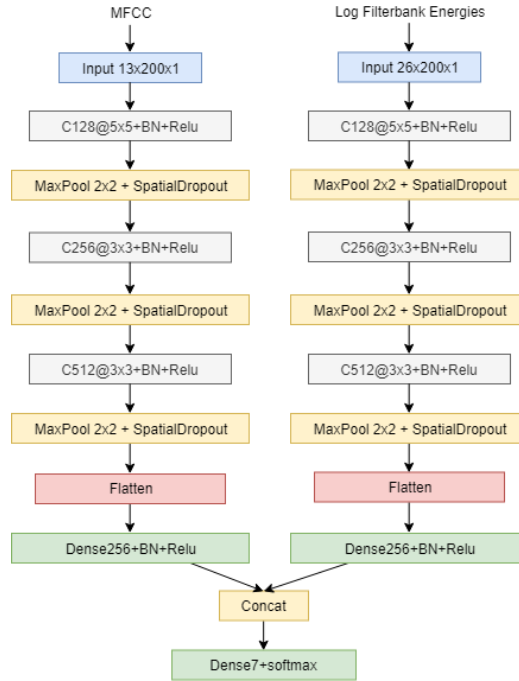 MFCC
Input 13x200x1
C128@5x5+BN+Relu
MaxPool 2x2 + SpatialDropout
C256@3x3+BN+Relu
MaxPool 2x2 + SpatialDropout
C512@3x3+BN+Relu
MaxPool 2x2 + SpatialDropout
Flatten
Dense256+BN+Relu
Log Filterbank Energies
Input 26x200x1
C128@5x5+BN+Relu
MaxPool 2x2 + SpatialDropout
C256@3x3+BN+Relu
MaxPool 2x2 + SpatialDropout
C512@3x3+BN+Relu
MaxPool 2x2 + SpatialDropout
Flatten
Dense256+BN+Relu
Concat
Dense7+softmax